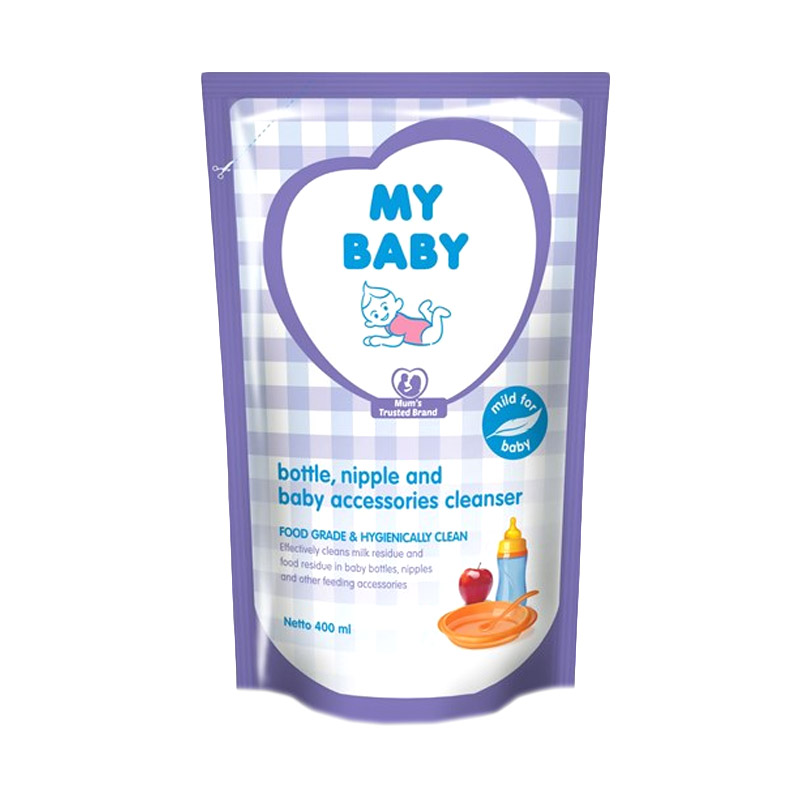 MY
BABY
Mum's
Trusted Brand
mild for
baby
bottle, nipple and
baby accessories cleanser
FOOD GRADE & HYGIENICALLY CLEAN
Effectively cleans milk residue and
food residue in baby bottles, nipples
and other feeding accessories
Netto 400 ml